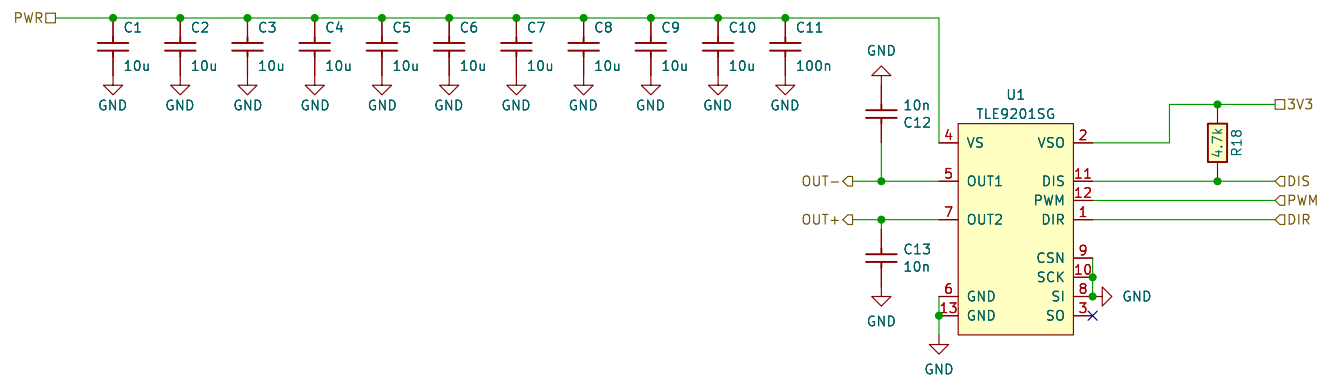 PWR
C1 C2 C3 C4 C5 C6 C7 C8 C9 C10 C11
10u 10u 10u 10u 10u 10u 10u 10u 10u 10u 100n
GND GND GND GND GND GND GND GND GND GND GND
GND
10n
C12
U1
TLE9201SG
3V3
4.7k
R18
4 VS VSO 2
OUT- 5 OUT1 DIS 11 DIS
PWM 12 PWM
OUT+ 7 OUT2 DIR 1 DIR
C13
10n
GND
CSN 9
SCK 10
6 GND SI 8 GND
13 GND SO 3
GND